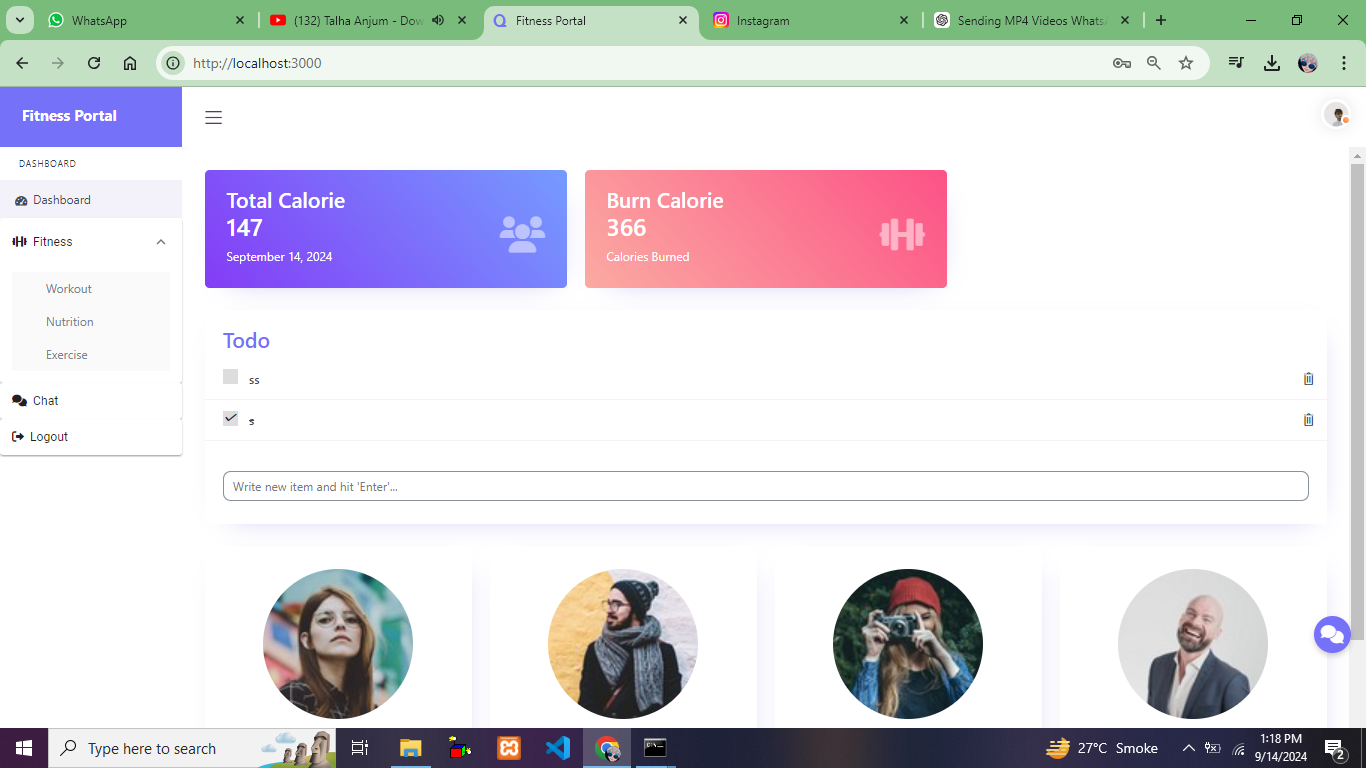 WhatsApp
(132) Talha Anjum - Dow
Fitness Portal
Instagram
Sending MP4 Videos Whats
http://localhost:3000
Fitness Portal
DASHBOARD
Dashboard
Fitness
Workout
Nutrition
Exercise
Chat
Logout
Total Calorie
147
September 14, 2024
Burn Calorie
366
Calories Burned
Todo
ss
s
Write new item and hit 'Enter'...
Type here to search
27°C Smoke
1:18 PM
9/14/2024
2